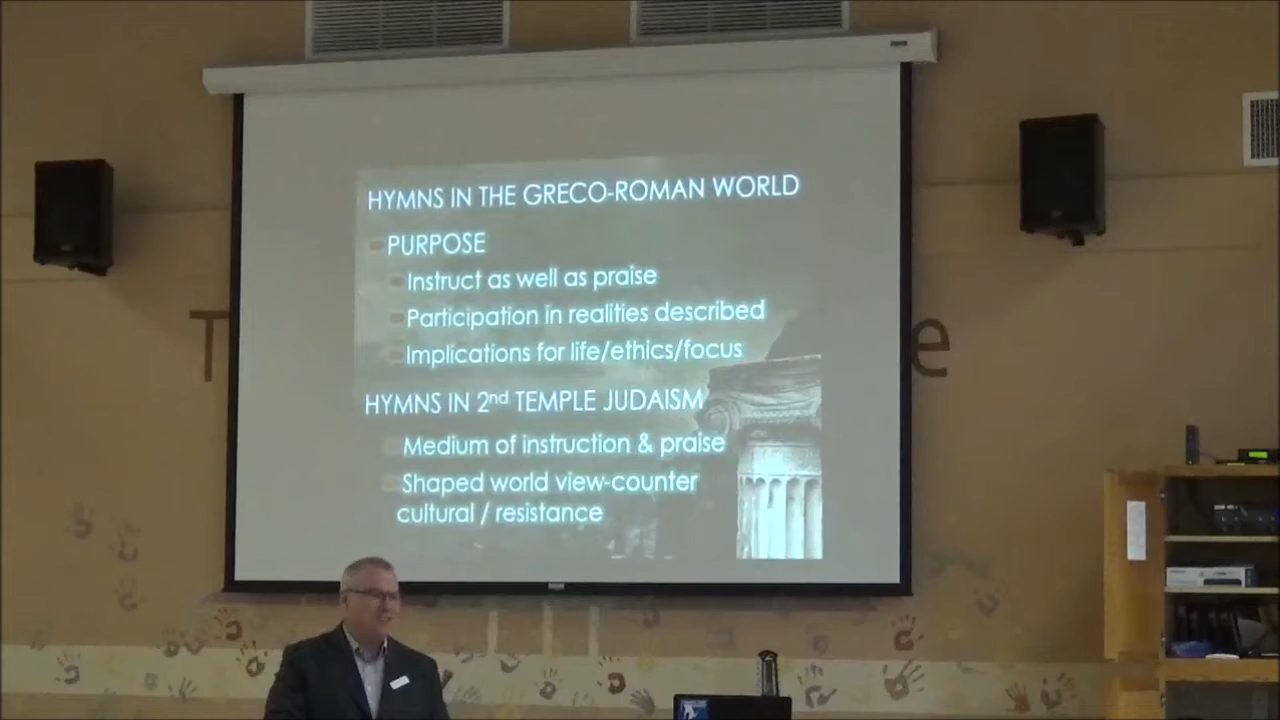 HYMNS IN THE GRECO-ROMAN WORLD
PURPOSE
Instruct as well as praise
Participation in realities described
Implications for life/ethics/focus
HYMNS IN 2nd TEMPLE JUDAISM
Medium of instruction & praise
Shaped world view-counter
cultural / resistance
T
e